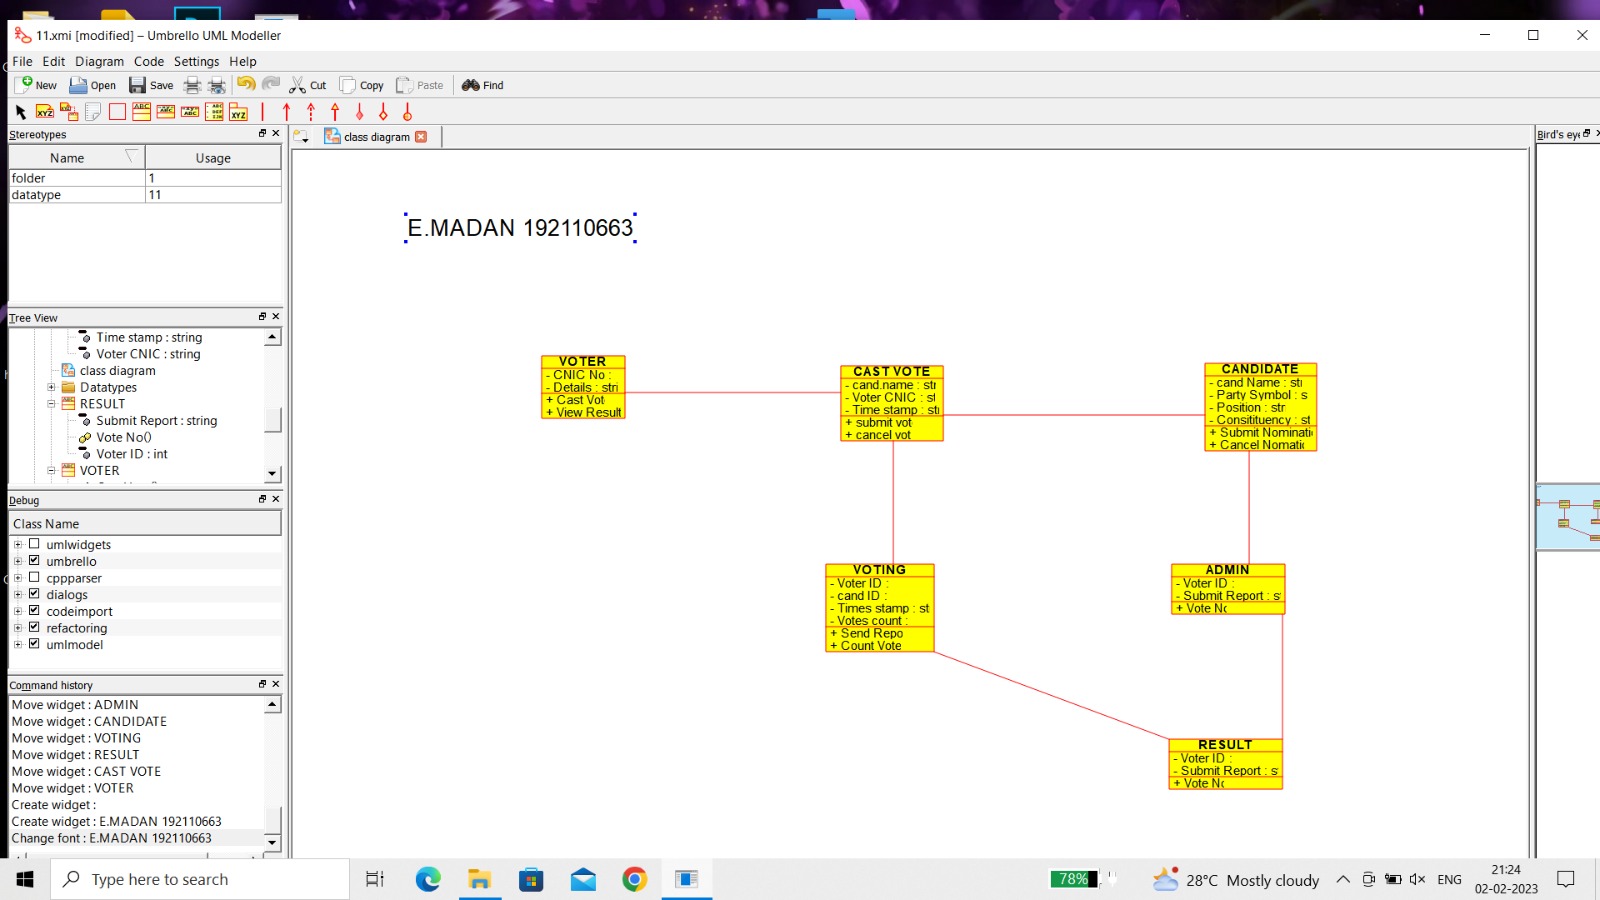 11.xmi [modified] – Umbrello UML Modeller
File Edit Diagram Code Settings Help
New Open Save Cut Copy Paste Find
Stereotypes
Name Usage
folder 1
datatype 11
Tree View
Time stamp : string
Voter CNIC : string
class diagram
Datatypes
RESULT
Submit Report : string
Vote No()
Voter ID : int
VOTER
Debug
Class Name
umlwidgets
umbrello
cppparser
dialogs
codeimport
refactoring
umlmodel
Command history
Move widget : ADMIN
Move widget : CANDIDATE
Move widget : VOTING
Move widget : RESULT
Move widget : CAST VOTE
Move widget : VOTER
Create widget :
Create widget : E.MADAN 192110663
Change font : E.MADAN 192110663
class diagram
Bird's eye
E.MADAN 192110663
VOTER
- CNIC No :
- Details : stri
+ Cast Vot
+ View Result
CAST VOTE
- cand.name : str
- Voter CNIC : st
- Time stamp : stri
+ submit vot
+ cancel vot
CANDIDATE
- cand Name : stri
- Party Symbol : s
- Position : str
- Consitituency : st
+ Submit Nominati
+ Cancel Nomatic
VOTING
- Voter ID :
- cand ID :
- Times stamp : st
- Votes count :
+ Send Repo
+ Count Vote
ADMIN
- Voter ID :
- Submit Report : s
+ Vote Nc
RESULT
- Voter ID :
- Submit Report : s
+ Vote Nc
Type here to search
78%
28°C Mostly cloudy
ENG
21:24
02-02-2023